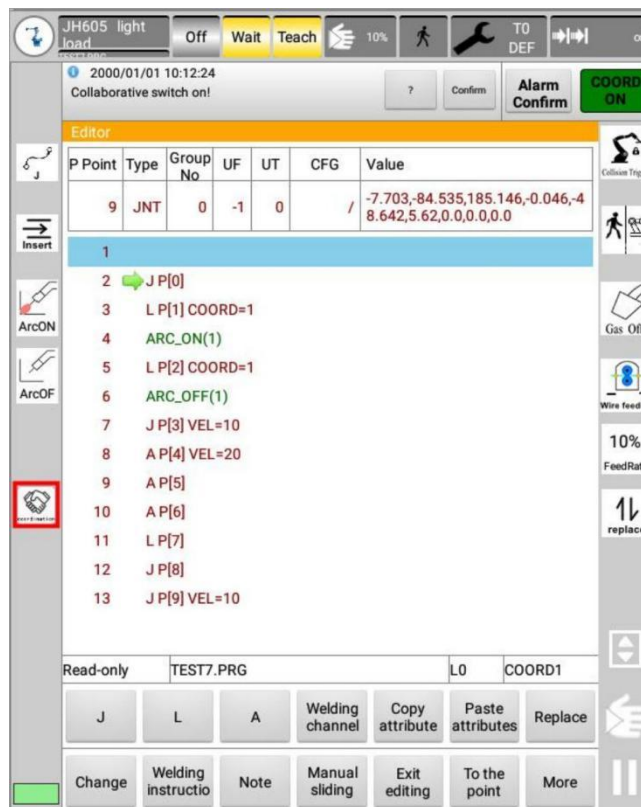 JH605 light
load
TEST7.PRG
Off
Wait
Teach
10%
T0
DEF
2000/01/01 10:12:24
Collaborative switch on!
?
Confirm
Alarm
Confirm
COORD
ON
Editor
P Point Type Group No UF UT CFG Value
9 JNT 0 -1 0 / -7.703,-84.535,185.146,-0.046,-4
8.642,5.62,0.0,0.0,0.0
1
2 J P[0]
3 L P[1] COORD=1
4 ARC_ON(1)
5 L P[2] COORD=1
6 ARC_OFF(1)
7 J P[3] VEL=10
8 A P[4] VEL=20
9 A P[5]
10 A P[6]
11 L P[7]
12 J P[8]
13 J P[9] VEL=10
J
Insert
ArcON
ArcOF
Collision Trig
Gas Off
Wire feed
10%
FeedRat
replace
Read-only TEST7.PRG L0 COORD1
J
L
A
Welding
channel
Copy
attribute
Paste
attributes
Replace
Change
Welding
instructio
Note
Manual
sliding
Exit
editing
To the
point
More